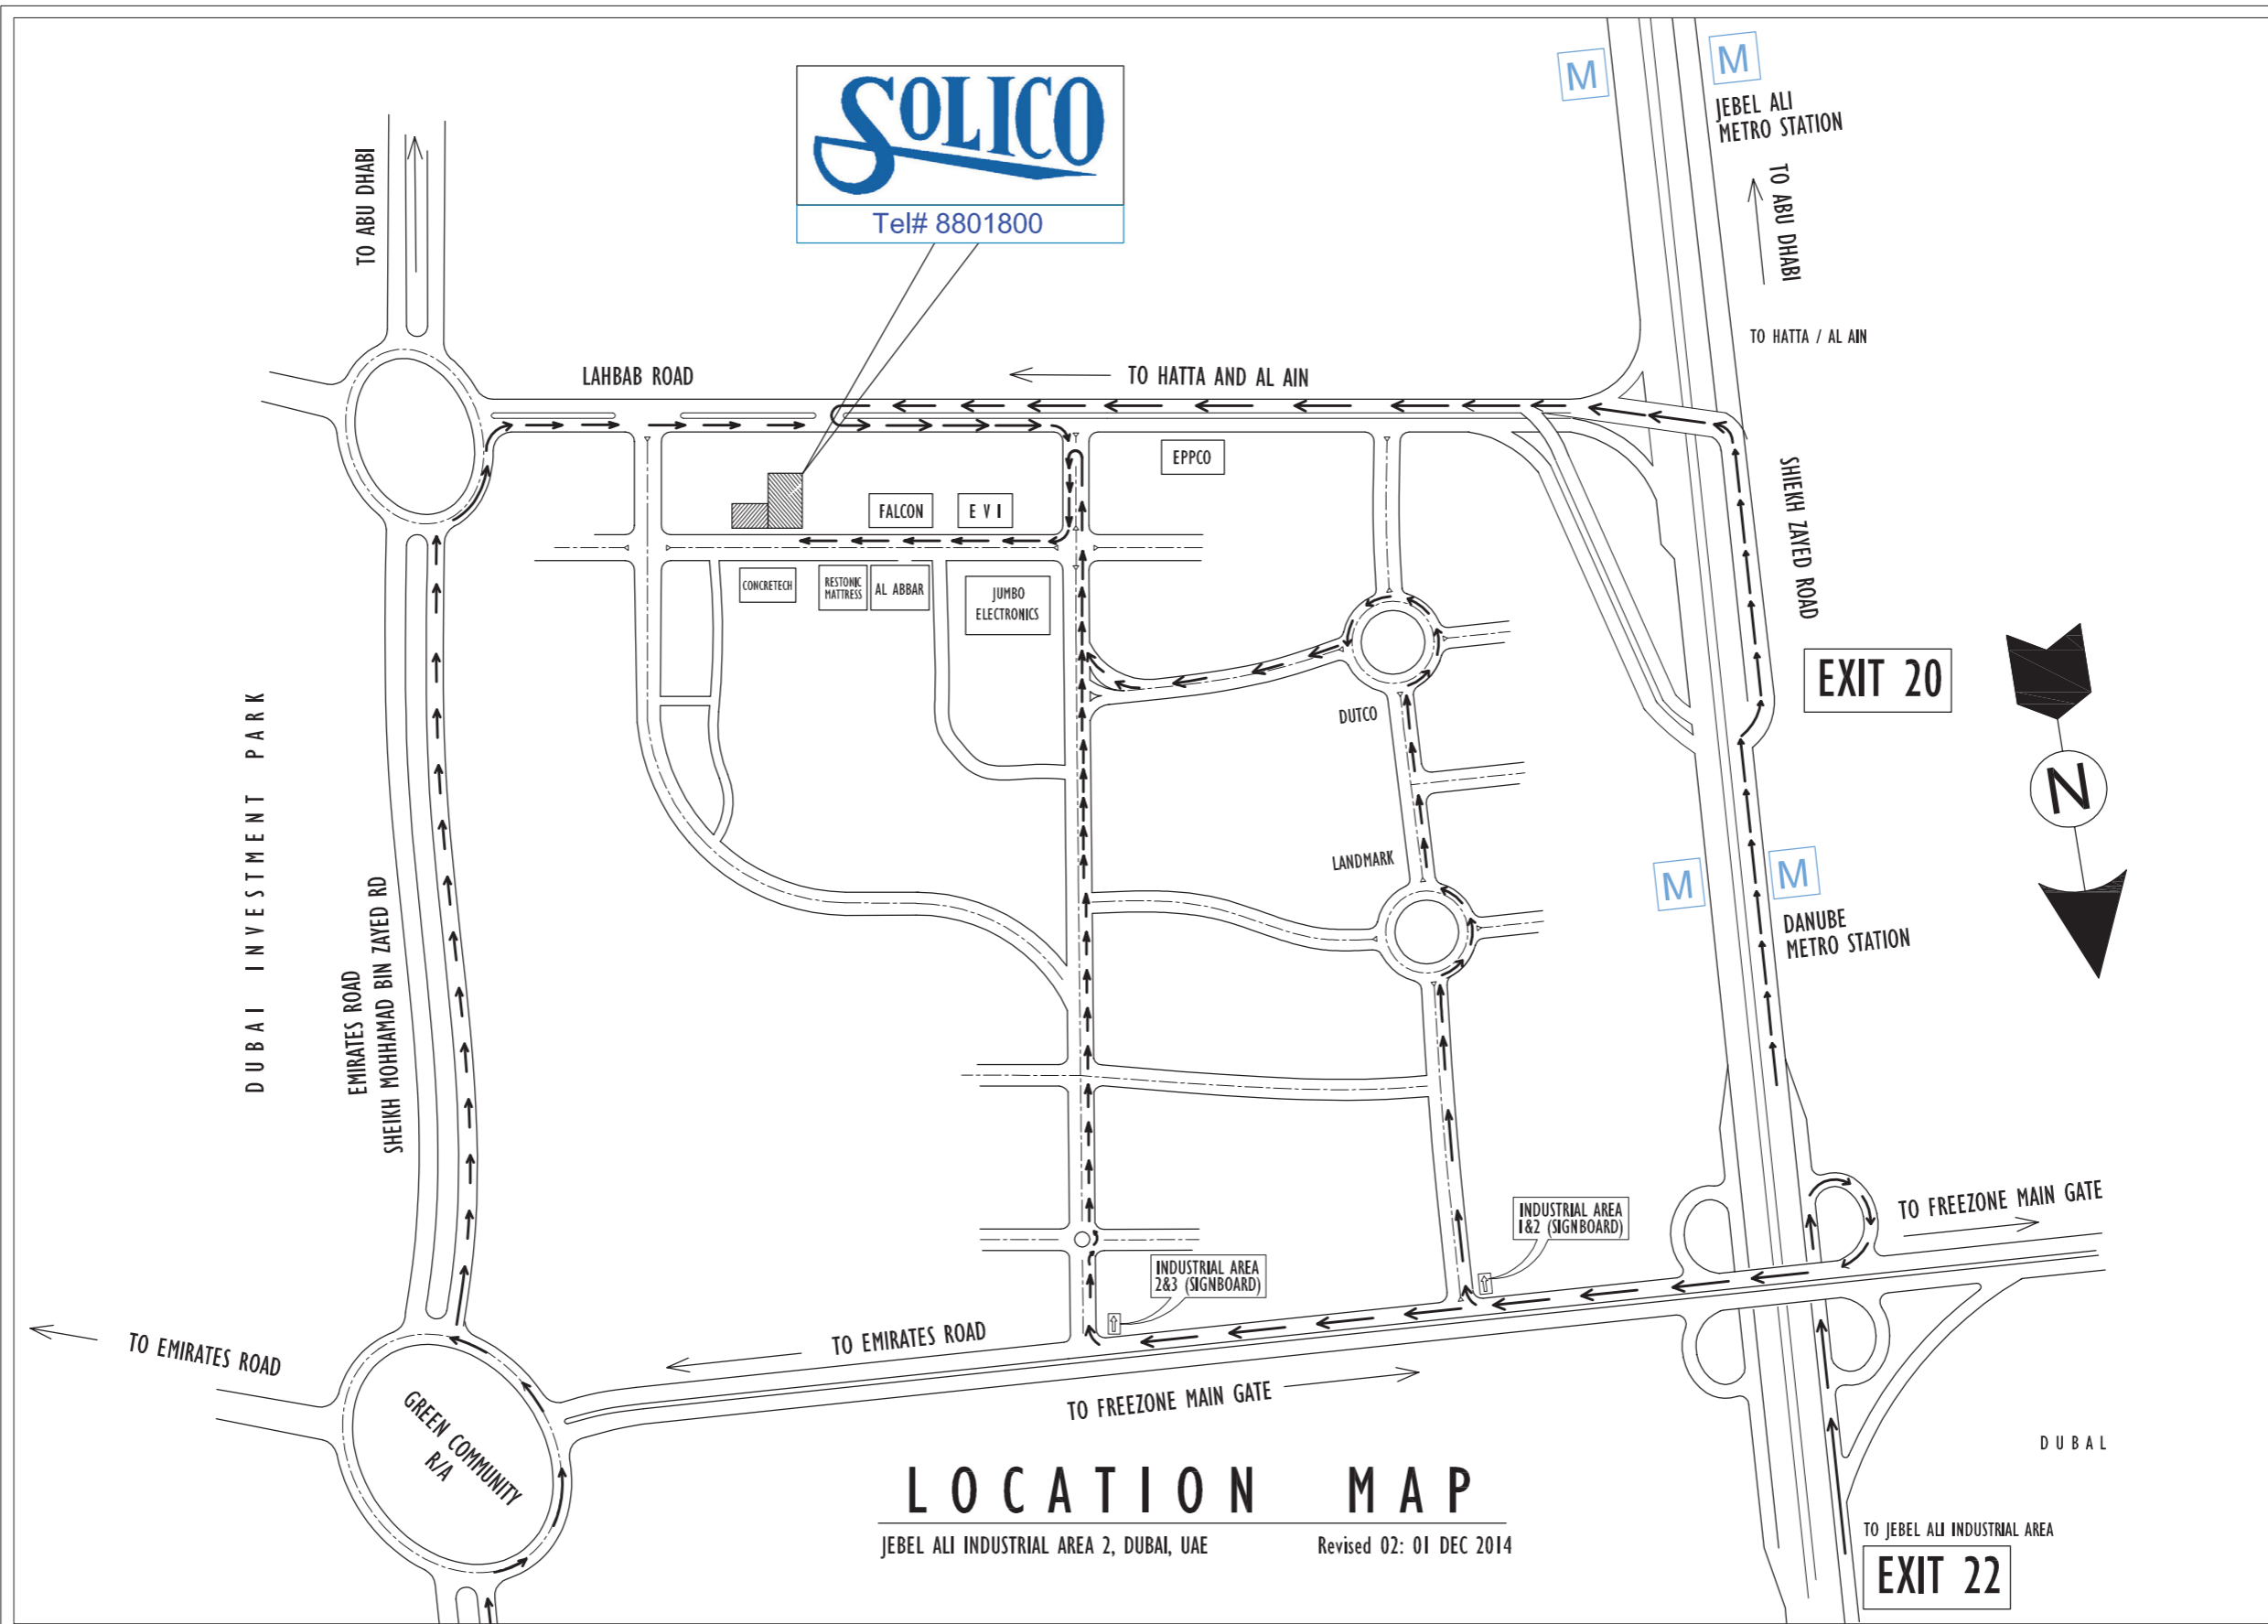 SOLICO
Tel# 8801800
M
M
JEBEL ALI
METRO STATION
TO ABU DHABI
TO ABU DHABI
TO HATTA / AL AIN
LAHBAB ROAD
TO HATTA AND AL AIN
EPPCO
SHIEKH ZAYED ROAD
FALCON
E V I
CONCRETECH
RESTONIC
MATTRESS
AL ABBAR
JUMBO
ELECTRONICS
EXIT 20
DUTCO
N
LANDMARK
M
M
DANUBE
METRO STATION
DUBAI INVESTMENT PARK
EMIRATES ROAD
SHEIKH MOHHAMAD BIN ZAYED RD
INDUSTRIAL AREA
1&2 (SIGNBOARD)
TO FREEZONE MAIN GATE
INDUSTRIAL AREA
2&3 (SIGNBOARD)
TO EMIRATES ROAD
TO EMIRATES ROAD
TO FREEZONE MAIN GATE
GREEN COMMUNITY
R/A
DUBAL
LOCATION MAP
JEBEL ALI INDUSTRIAL AREA 2, DUBAI, UAE
Revised 02: 01 DEC 2014
TO JEBEL ALI INDUSTRIAL AREA
EXIT 22